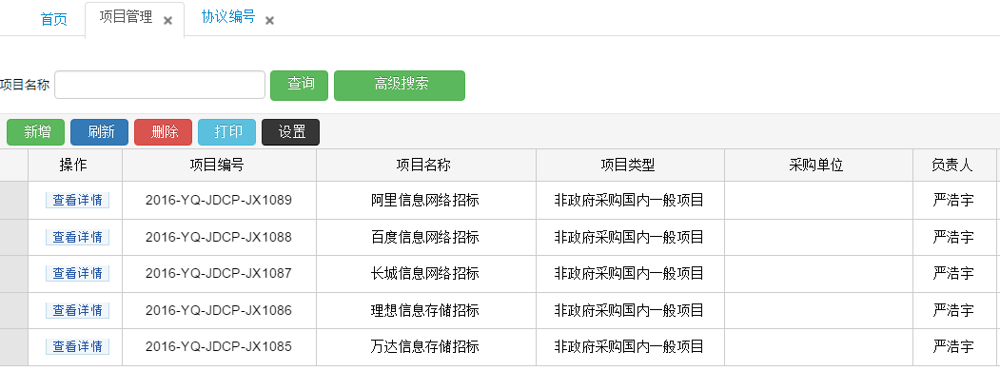 首页 项目管理 × 协议编号 ×
项目名称 查询 高级搜索
新增 刷新 删除 打印 设置
操作 项目编号 项目名称 项目类型 采购单位 负责人
查看详情 2016-YQ-JDCP-JX1089 阿里信息网络招标 非政府采购国内一般项目 严浩宇
查看详情 2016-YQ-JDCP-JX1088 百度信息网络招标 非政府采购国内一般项目 严浩宇
查看详情 2016-YQ-JDCP-JX1087 长城信息网络招标 非政府采购国内一般项目 严浩宇
查看详情 2016-YQ-JDCP-JX1086 理想信息存储招标 非政府采购国内一般项目 严浩宇
查看详情 2016-YQ-JDCP-JX1085 万达信息存储招标 非政府采购国内一般项目 严浩宇